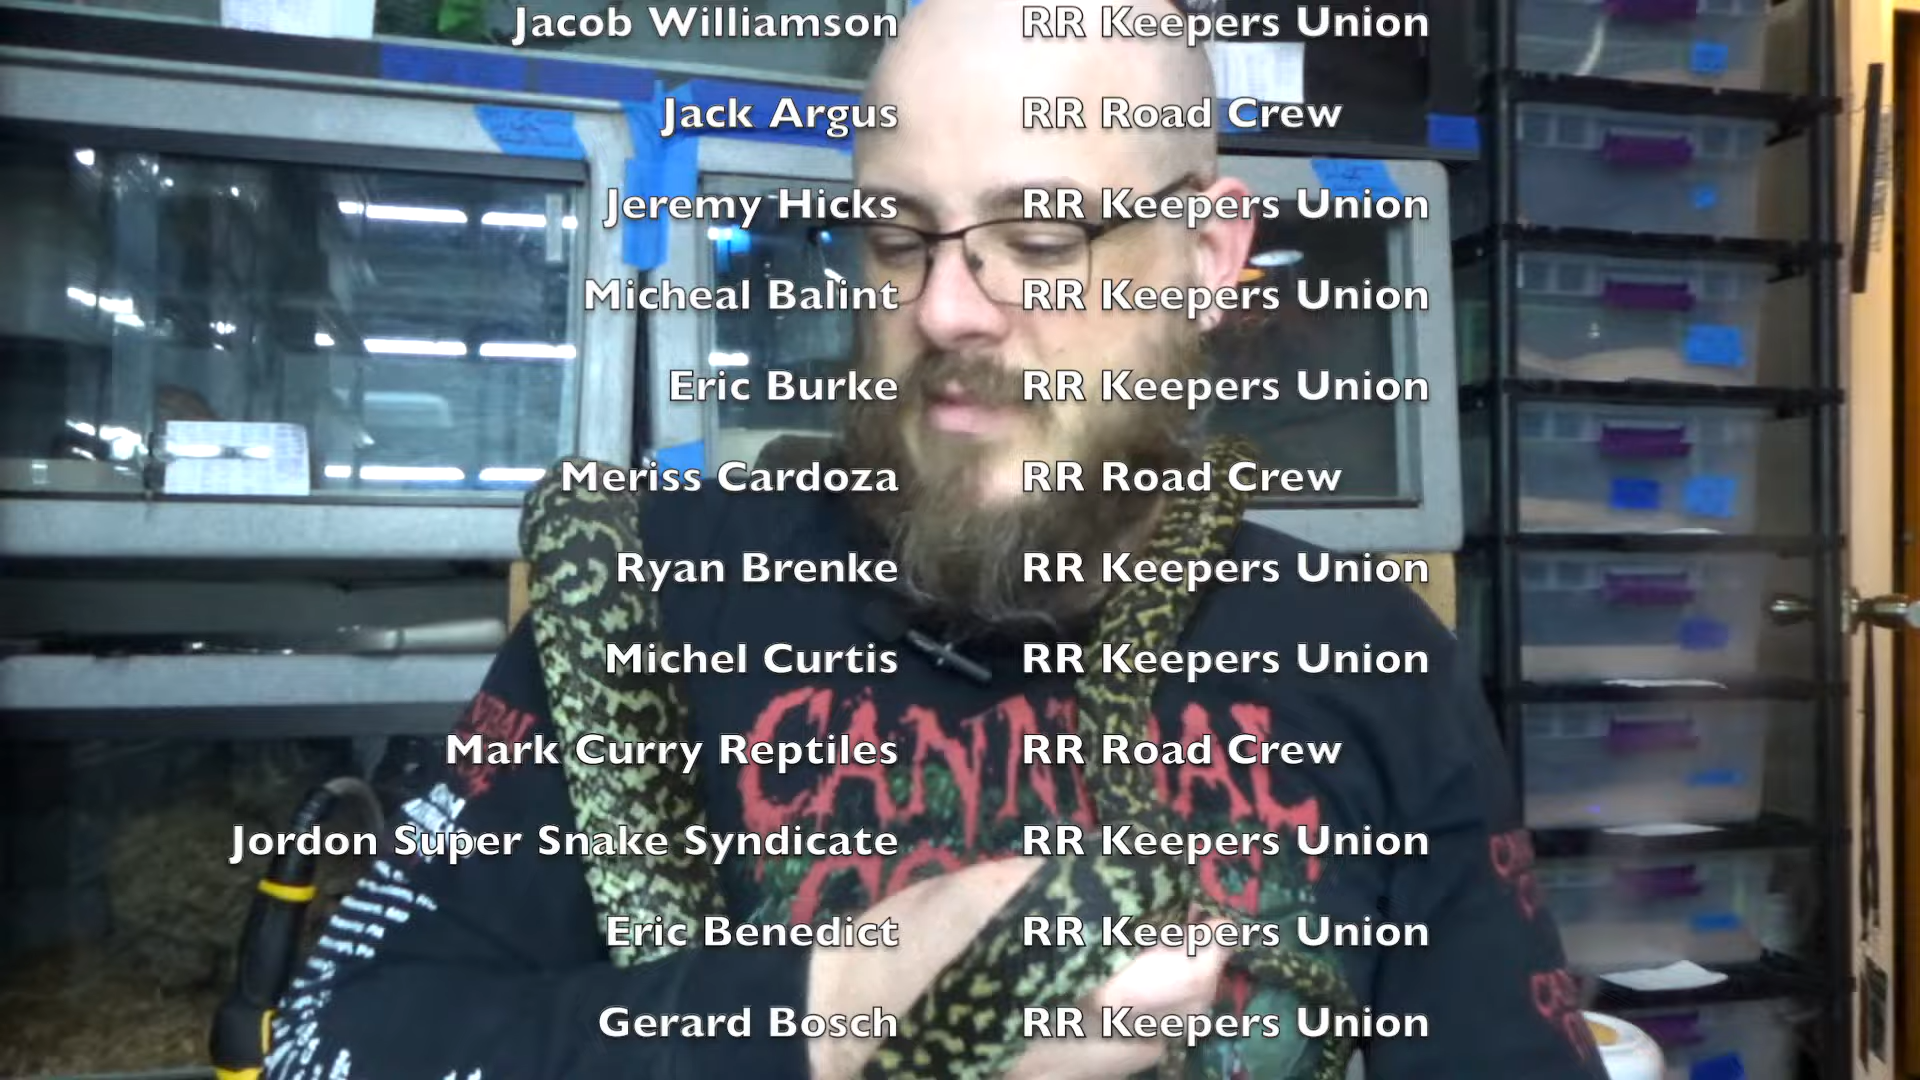 Jacob Williamson RR Keepers Union
Jack Argus RR Road Crew
Jeremy Hicks RR Keepers Union
Micheal Balint RR Keepers Union
Eric Burke RR Keepers Union
Meriss Cardoza RR Road Crew
Ryan Brenke RR Keepers Union
Michel Curtis RR Keepers Union
Mark Curry Reptiles RR Road Crew
Jordon Super Snake Syndicate RR Keepers Union
Eric Benedict RR Keepers Union
Gerard Bosch RR Keepers Union
CANNIBAL